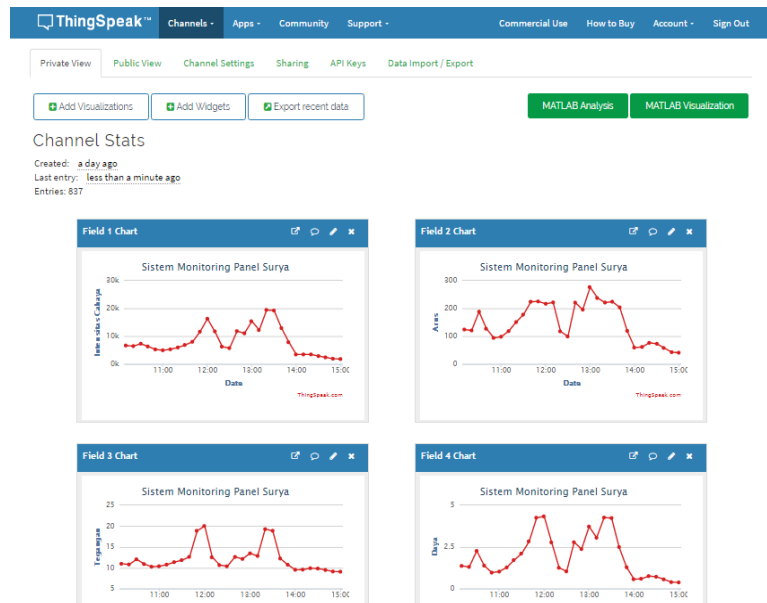 ThingSpeak™ Channels Apps Community Support Commercial Use How to Buy Account Sign Out
Private View Public View Channel Settings Sharing API Keys Data Import / Export
Add Visualizations Add Widgets Export recent data MATLAB Analysis MATLAB Visualization
Channel Stats
Created: a day ago
Last entry: less than a minute ago
Entries: 837
Field 1 Chart
Sistem Monitoring Panel Surya
Intensitas Cahaya
30k
20k
10k
0k
11:00 12:00 13:00 14:00 15:00
Date
ThingSpeak.com
Field 2 Chart
Sistem Monitoring Panel Surya
Arus
300
200
100
0
11:00 12:00 13:00 14:00 15:00
Date
ThingSpeak.com
Field 3 Chart
Sistem Monitoring Panel Surya
Tegangan
25
20
15
10
5
11:00 12:00 13:00 14:00 15:00
Field 4 Chart
Sistem Monitoring Panel Surya
Daya
5
2.5
0
11:00 12:00 13:00 14:00 15:00